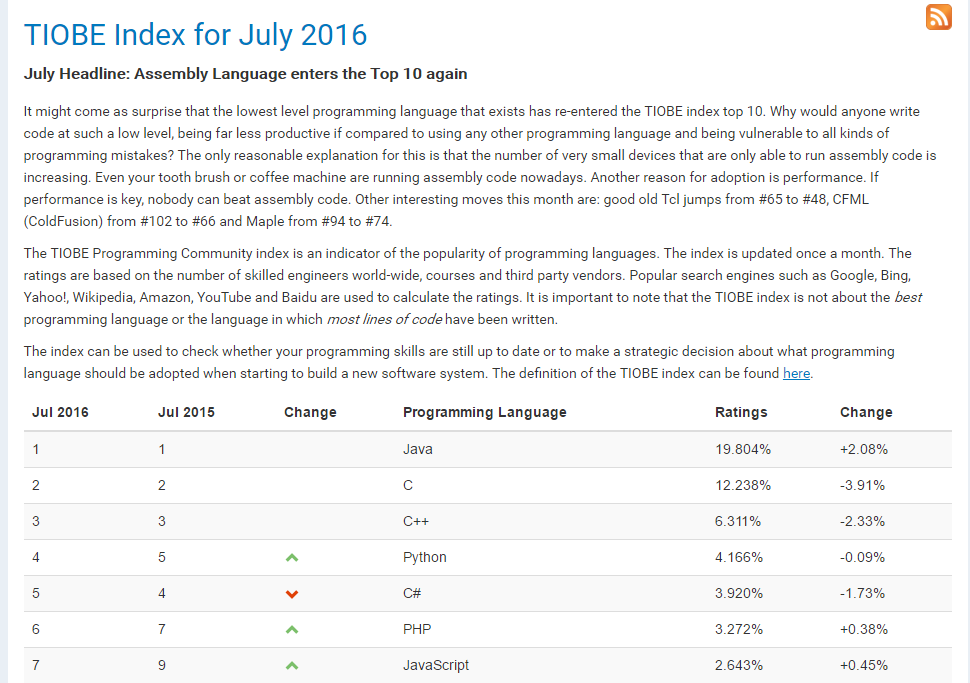 TIOBE Index for July 2016
July Headline: Assembly Language enters the Top 10 again
It might come as surprise that the lowest level programming language that exists has re-entered the TIOBE index top 10. Why would anyone write
code at such a low level, being far less productive if compared to using any other programming language and being vulnerable to all kinds of
programming mistakes? The only reasonable explanation for this is that the number of very small devices that are only able to run assembly code is
increasing. Even your tooth brush or coffee machine are running assembly code nowadays. Another reason for adoption is performance. If
performance is key, nobody can beat assembly code. Other interesting moves this month are: good old Tcl jumps from #65 to #48, CFML
(ColdFusion) from #102 to #66 and Maple from #94 to #74.
The TIOBE Programming Community index is an indicator of the popularity of programming languages. The index is updated once a month. The
ratings are based on the number of skilled engineers world-wide, courses and third party vendors. Popular search engines such as Google, Bing,
Yahoo!, Wikipedia, Amazon, YouTube and Baidu are used to calculate the ratings. It is important to note that the TIOBE index is not about the best
programming language or the language in which most lines of code have been written.
The index can be used to check whether your programming skills are still up to date or to make a strategic decision about what programming
language should be adopted when starting to build a new software system. The definition of the TIOBE index can be found here.
Jul 2016 Jul 2015 Change Programming Language Ratings Change
1 1 Java 19.804% +2.08%
2 2 C 12.238% -3.91%
3 3 C++ 6.311% -2.33%
4 5 Python 4.166% -0.09%
5 4 C# 3.920% -1.73%
6 7 PHP 3.272% +0.38%
7 9 JavaScript 2.643% +0.45%